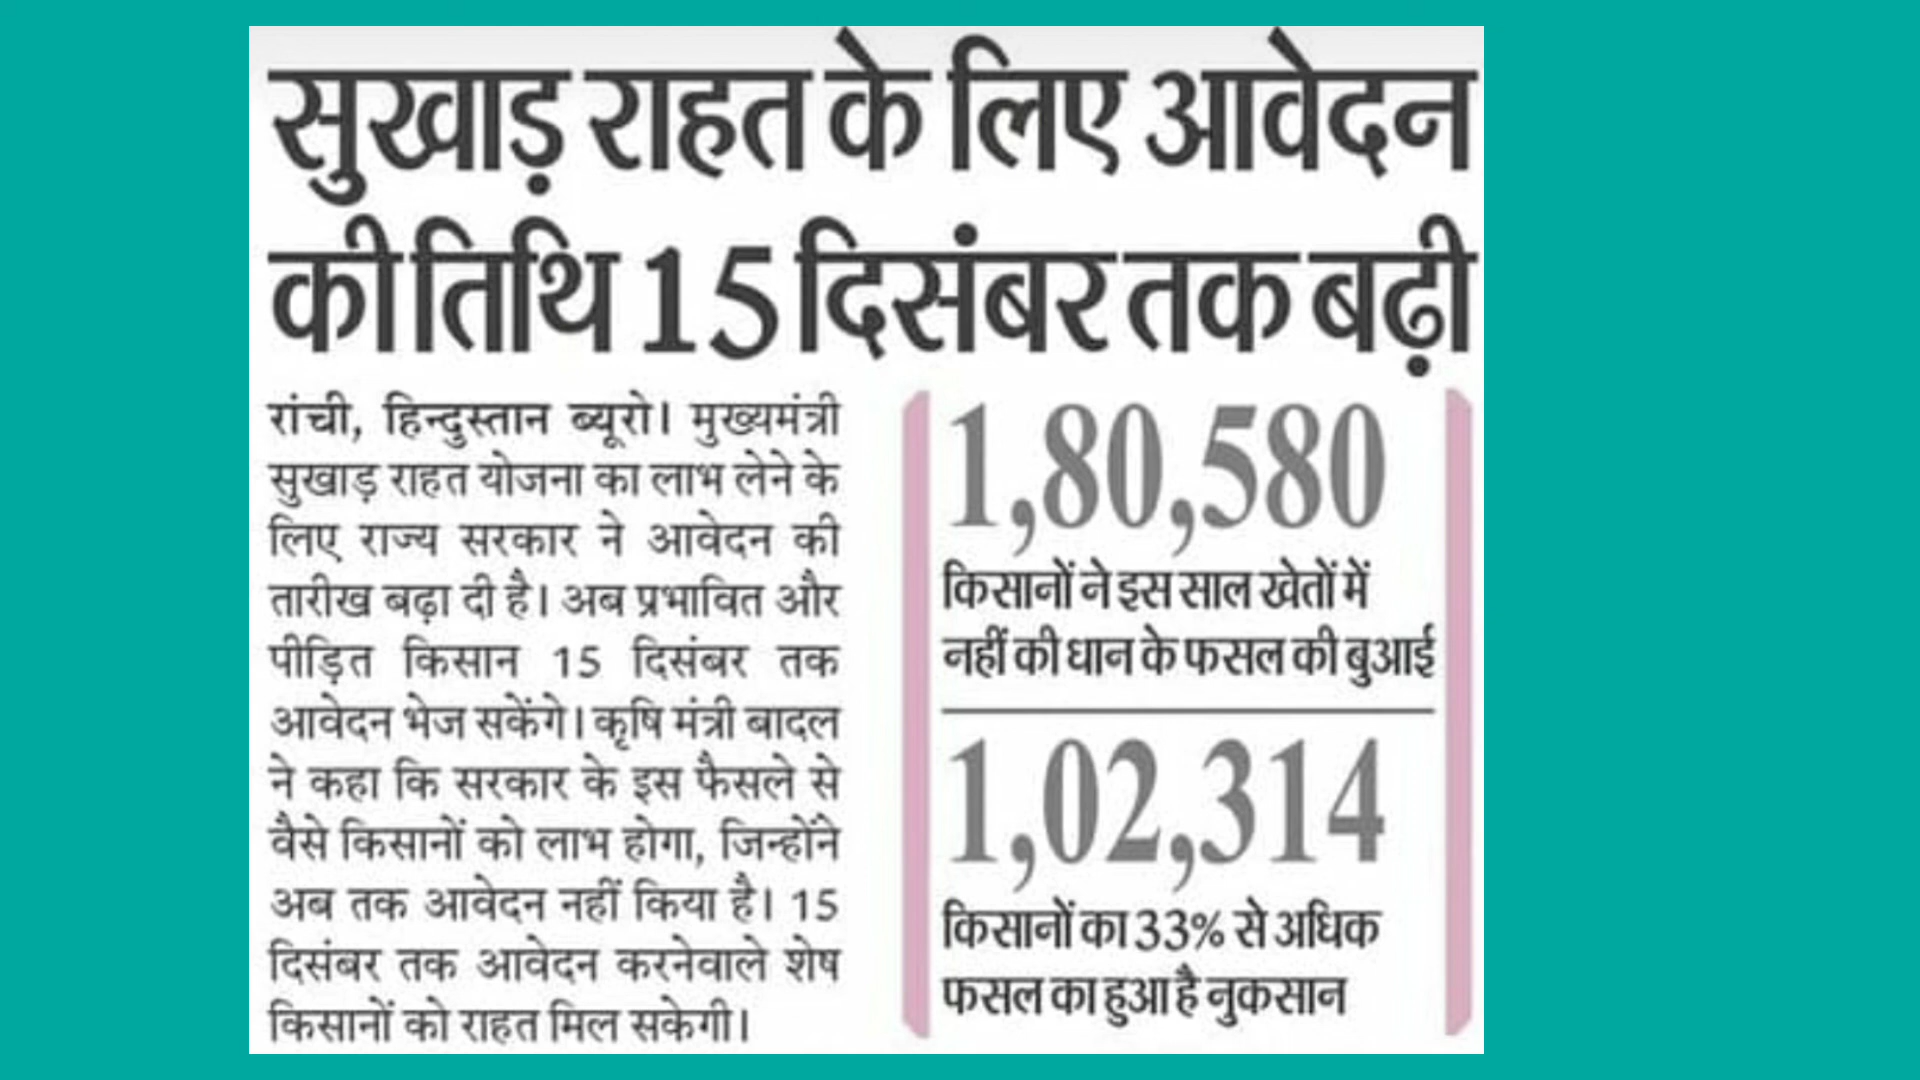 सुखाड़ राहत के लिए आवेदन
की तिथि 15 दिसंबर तक बढ़ी
रांची, हिन्दुस्तान ब्यूरो। मुख्यमंत्री
सुखाड़ राहत योजना का लाभ लेने के
लिए राज्य सरकार ने आवेदन की
तारीख बढ़ा दी है। अब प्रभावित और
पीड़ित किसान 15 दिसंबर तक
आवेदन भेज सकेंगे। कृषि मंत्री बादल
ने कहा कि सरकार के इस फैसले से
वैसे किसानों को लाभ होगा, जिन्होंने
अब तक आवेदन नहीं किया है। 15
दिसंबर तक आवेदन करनेवाले शेष
किसानों को राहत मिल सकेगी।
1,80,580
किसानों ने इस साल खेतों में
नहीं की धान के फसल की बुआई
1,02,314
किसानों का 33% से अधिक
फसल का हुआ है नुकसान